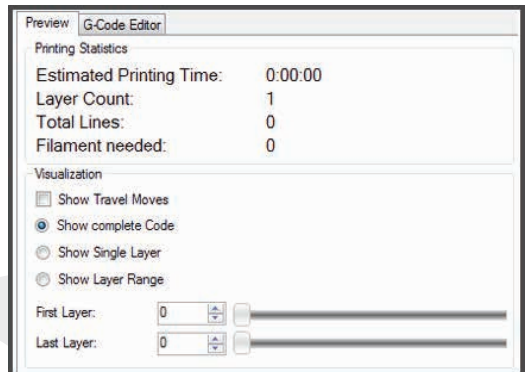 Preview G-Code Editor
Printing Statistics
Estimated Printing Time: 0:00:00
Layer Count: 1
Total Lines: 0
Filament needed: 0
Visualization
Show Travel Moves
Show complete Code
Show Single Layer
Show Layer Range
First Layer: 0
Last Layer: 0